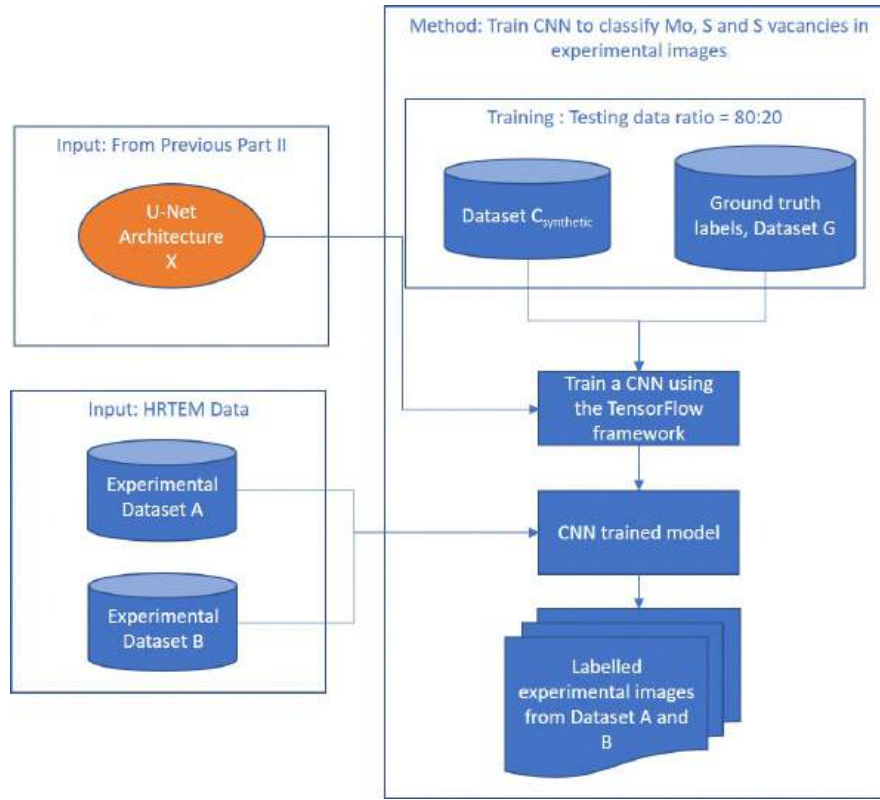 Method: Train CNN to classify Mo, S and S vacancies in
experimental images
Training : Testing data ratio = 80:20
Dataset Csynthetic
Ground truth
labels, Dataset G
Input: From Previous Part II
U-Net
Architecture
X
Train a CNN using
the TensorFlow
framework
Input: HRTEM Data
Experimental
Dataset A
Experimental
Dataset B
CNN trained model
Labelled
experimental images
from Dataset A and
B